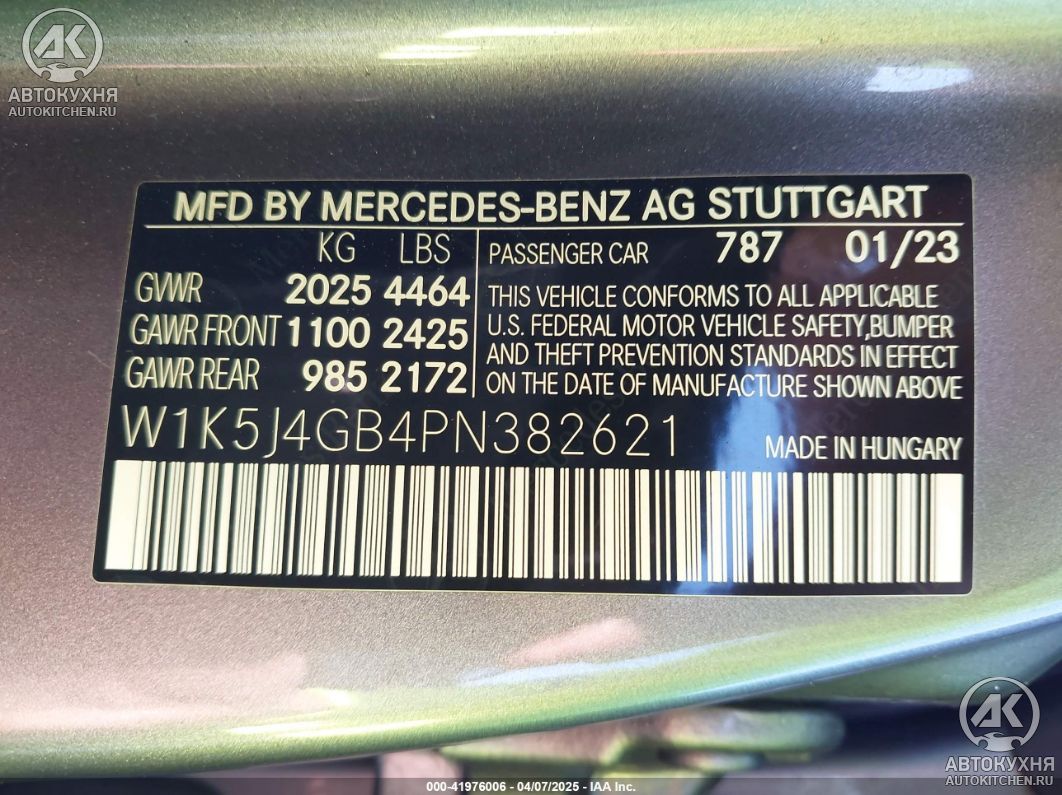 AK
АВТОКУХНЯ
AUTOKITCHEN.RU
MFD BY MERCEDES-BENZ AG STUTTGART
KG LBS
GVWR 2025 4464
GAWR FRONT 1100 2425
GAWR REAR 985 2172
PASSENGER CAR 787 01/23
THIS VEHICLE CONFORMS TO ALL APPLICABLE
U.S. FEDERAL MOTOR VEHICLE SAFETY, BUMPER
AND THEFT PREVENTION STANDARDS IN EFFECT
ON THE DATE OF MANUFACTURE SHOWN ABOVE
W1K5J4GB4PN382621
MADE IN HUNGARY
AK
АВТОКУХНЯ
AUTOKITCHEN.RU
000-41976006 - 04/07/2025 - IAA Inc.